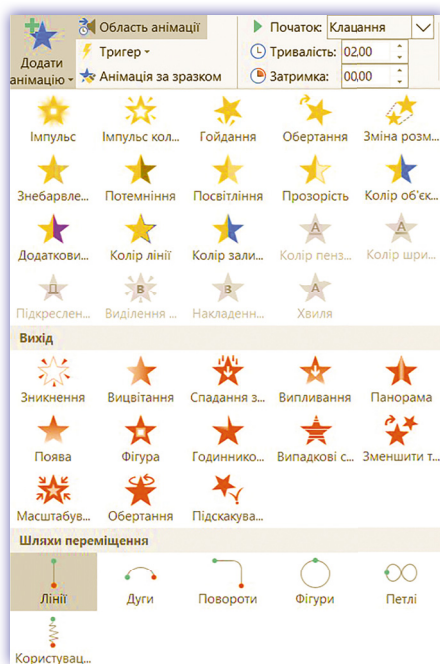 Додати анімацію
Область анімації
Тригер
Анімація за зразком
Початок: Клацання
Тривалість: 02,00
Затримка: 00,00
Імпульс Імпульс кол... Гойдання Обертання Зміна розм...
Знебарвле... Потемніння Посвітління Прозорість Колір об'єк...
Додаткови... Колір лінії Колір зали... Колір пенз... Колір шри...
Підкреслен... Виділення ... Накладенн... Хвиля
Вихід
Зникнення Вицвітання Спадання з... Випливання Панорама
Поява Фігура Годиннико... Випадкові с... Зменшити т...
Масштабув... Обертання Підскакува...
Шляхи переміщення
Лінії Дуги Повороти Фігури Петлі
Користувац...